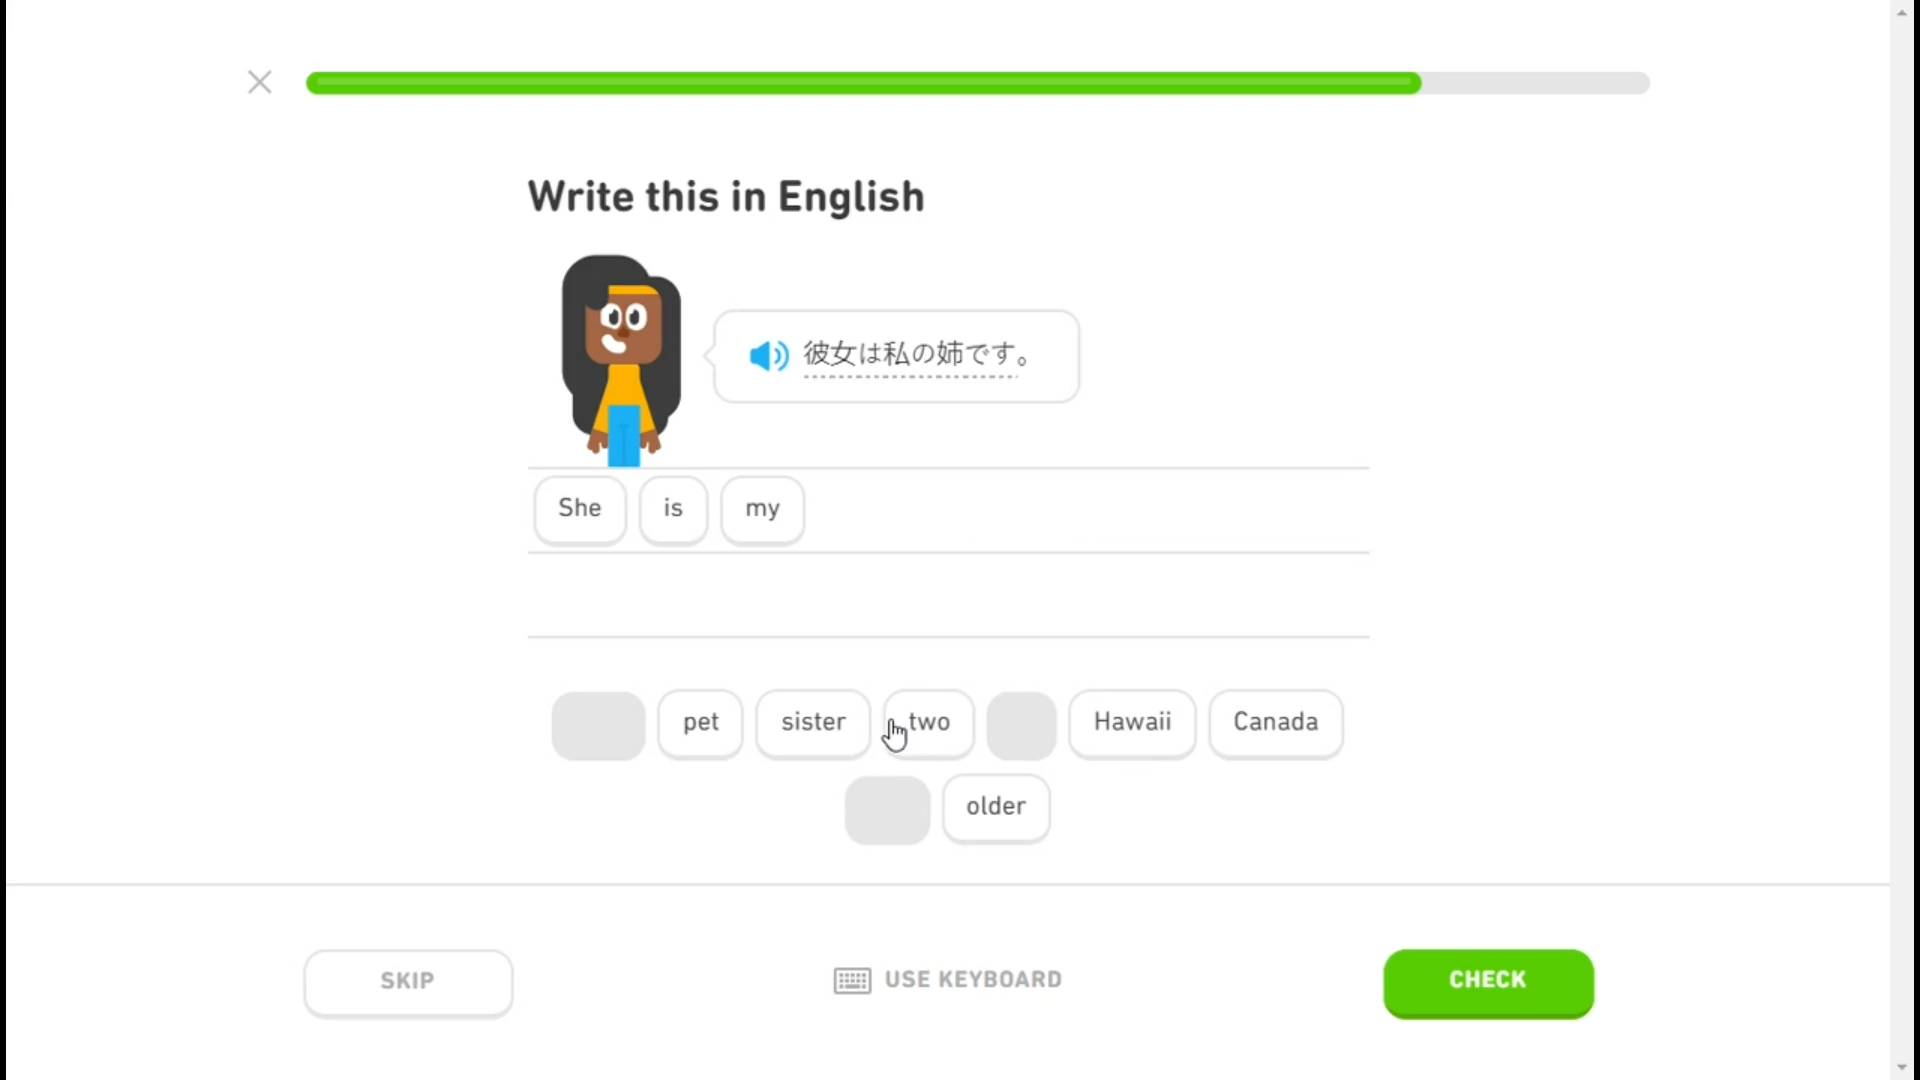 Write this in English
彼女は私の姉です。
She is my
pet sister two Hawaii Canada
older
SKIP USE KEYBOARD CHECK